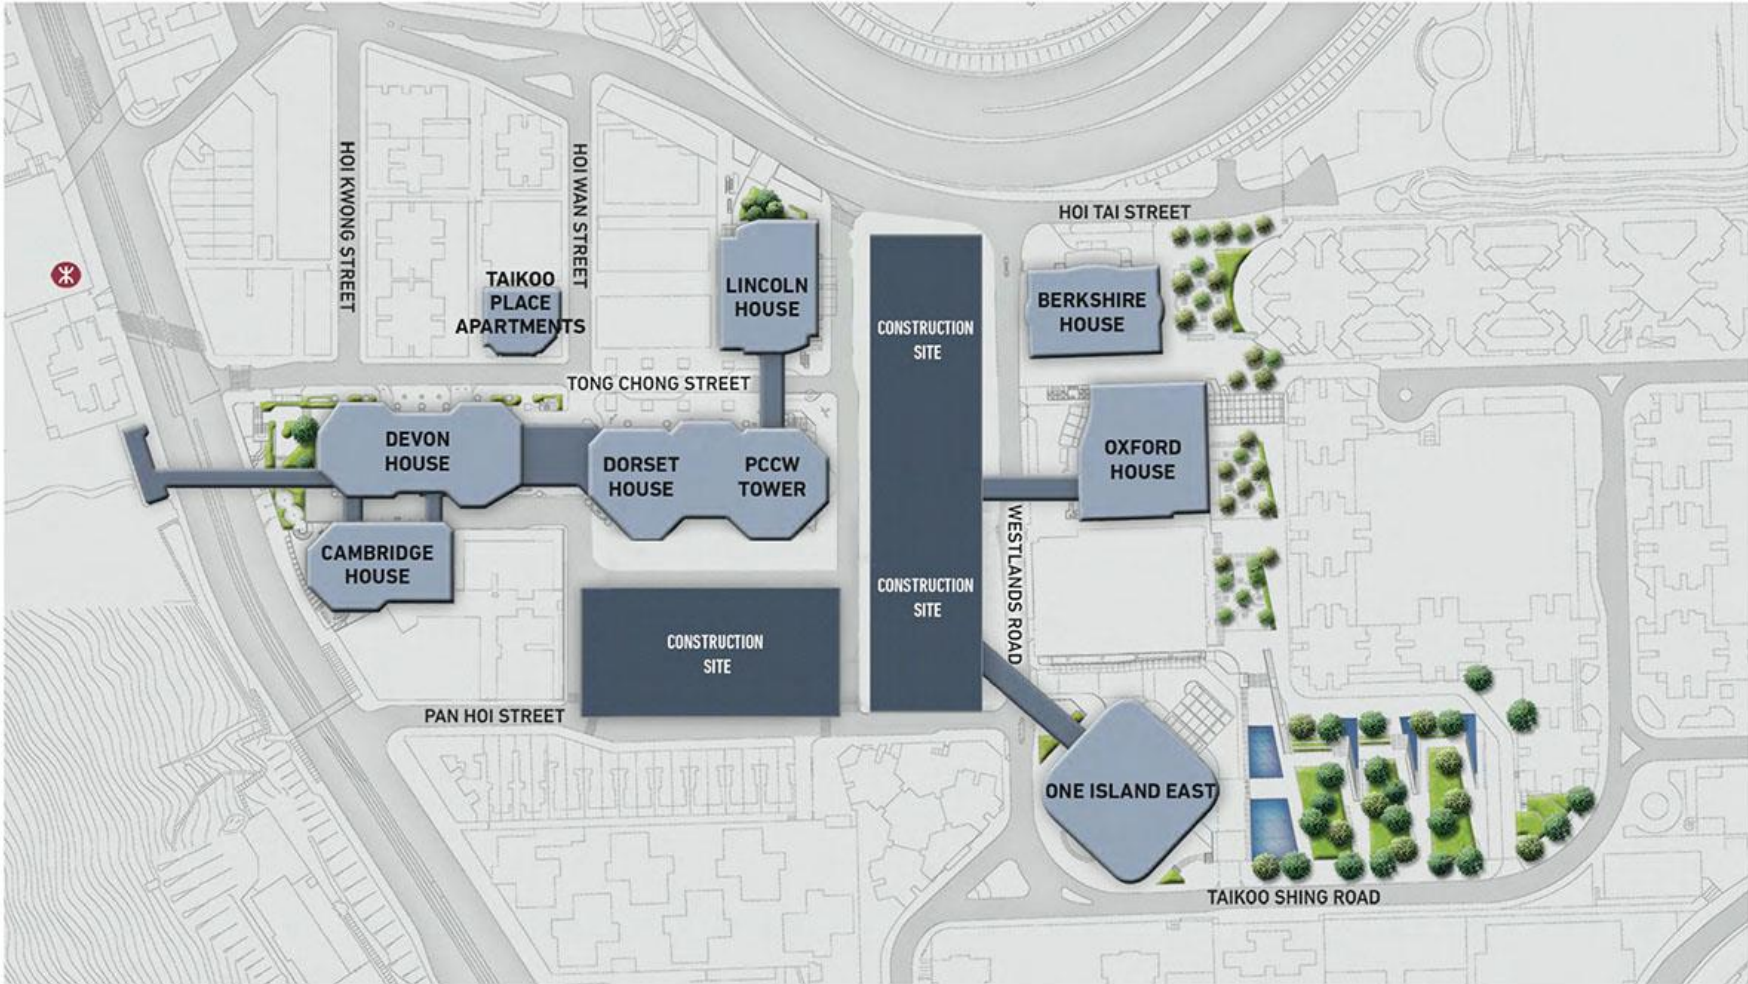 HOI TAI STREET
HOI KWONG STREET
HOI WAN STREET
TAIKOO
PLACE
APARTMENTS
LINCOLN
HOUSE
BERKSHIRE
HOUSE
CONSTRUCTION
SITE
TONG CHONG STREET
DEVON
HOUSE
DORSET
HOUSE
PCCW
TOWER
OXFORD
HOUSE
CAMBRIDGE
HOUSE
CONSTRUCTION
SITE
WESTLANDS ROAD
CONSTRUCTION
SITE
PAN HOI STREET
ONE ISLAND EAST
TAIKOO SHING ROAD